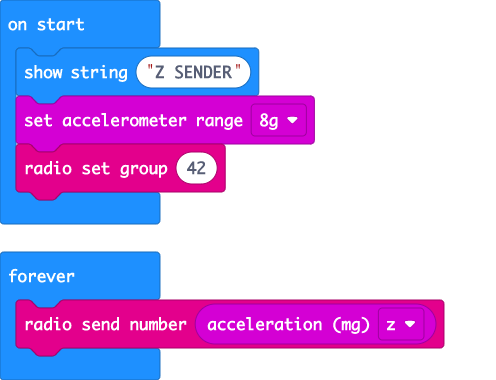 on start
show string "Z SENDER"
set accelerometer range 8g
radio set group 42
forever
radio send number acceleration (mg) z